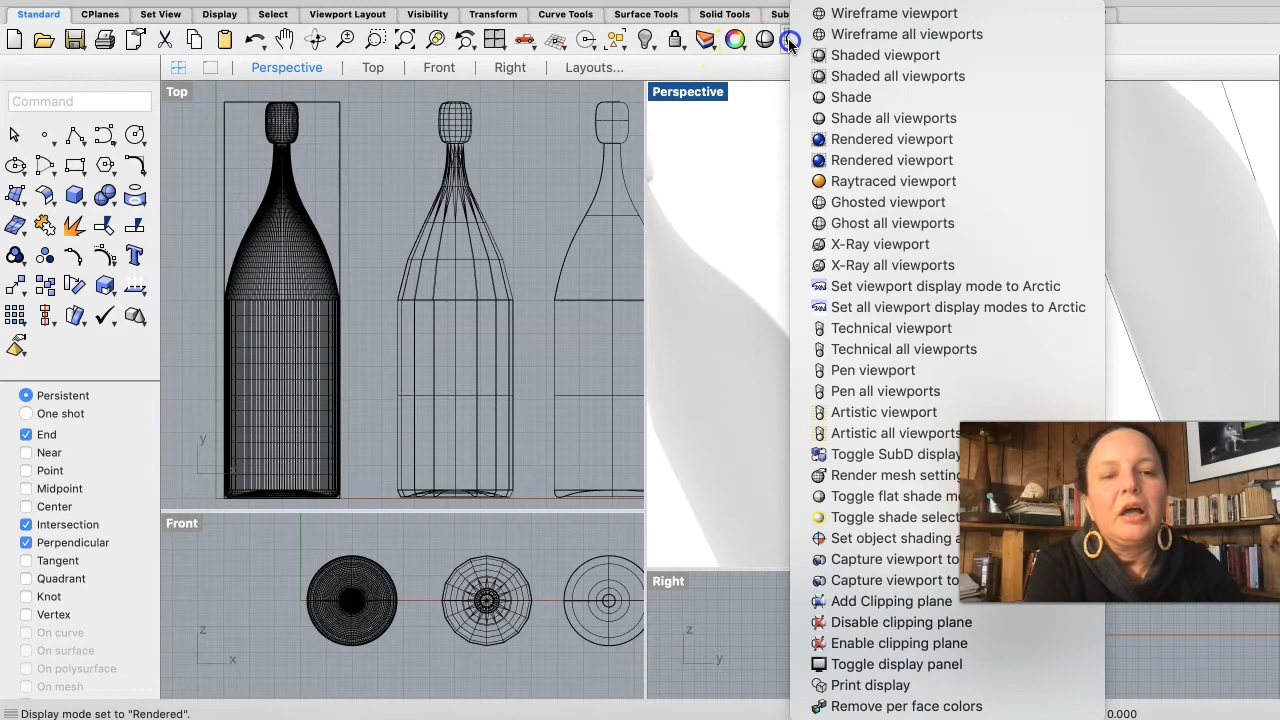 Standard
CPlanes
Set View
Display
Select
Viewport Layout
Visibility
Transform
Curve Tools
Surface Tools
Solid Tools
Perspective
Top
Front
Right
Layouts...
Command
Persistent
One shot
End
Near
Point
Midpoint
Center
Intersection
Perpendicular
Tangent
Quadrant
Knot
Vertex
On curve
On surface
On polysurface
On mesh
Top
y
x
Front
z
x
Perspective
Right
z
y
Wireframe viewport
Wireframe all viewports
Shaded viewport
Shaded all viewports
Shade
Shade all viewports
Rendered viewport
Rendered viewport
Raytraced viewport
Ghosted viewport
Ghost all viewports
X-Ray viewport
X-Ray all viewports
Set viewport display mode to Arctic
Set all viewport display modes to Arctic
Technical viewport
Technical all viewports
Pen viewport
Pen all viewports
Artistic viewport
Artistic all viewports
Toggle SubD display
Render mesh setting
Toggle flat shade
Toggle shade select
Set object shading
Capture viewport to
Capture viewport to
Add Clipping plane
Disable clipping plane
Enable clipping plane
Toggle display panel
Print display
Remove per face colors
Display mode set to "Rendered".
0.000